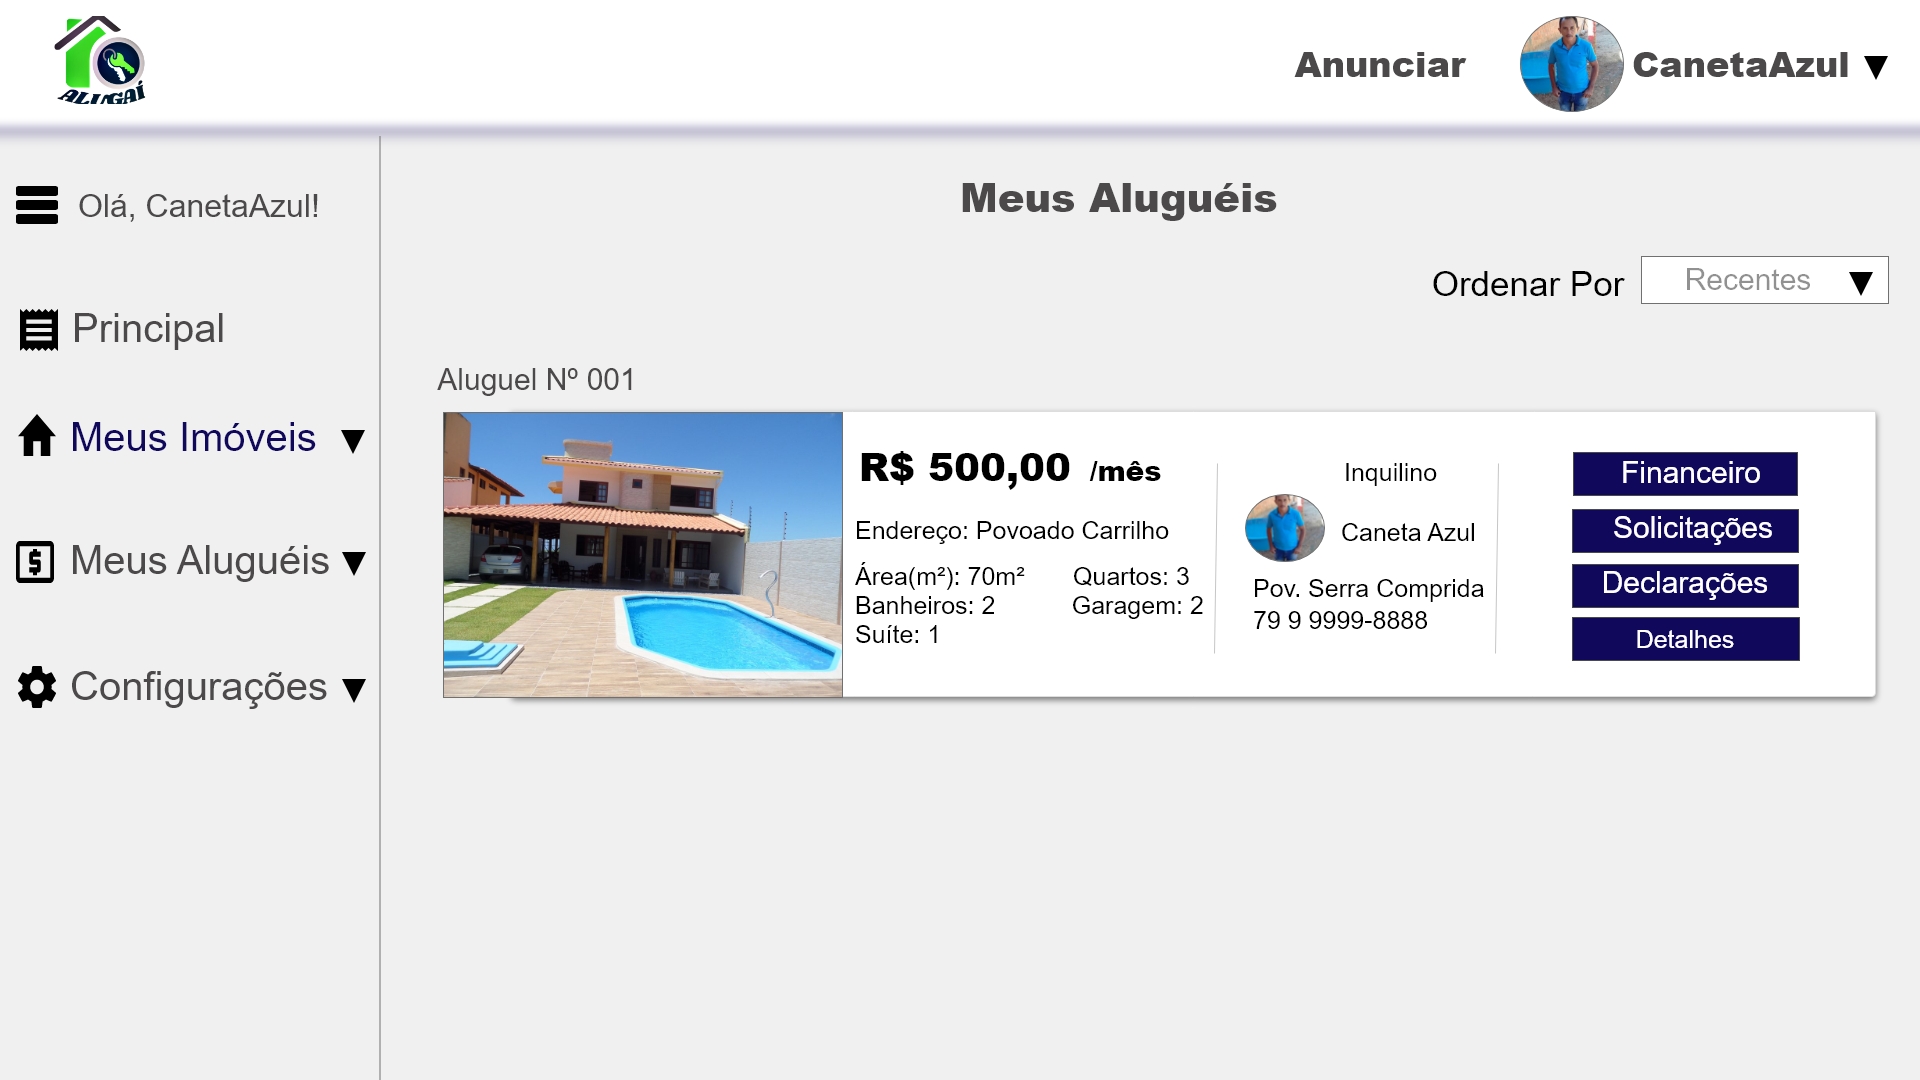 ALUGAÍ
Anunciar
CanetaAzul ▼
Olá, CanetaAzul!
Principal
Meus Imóveis ▼
Meus Aluguéis ▼
Configurações ▼
Meus Aluguéis
Ordenar Por
Recentes ▼
Aluguel Nº 001
R$ 500,00 /mês
Endereço: Povoado Carrilho
Área(m²): 70m² Quartos: 3
Banheiros: 2 Garagem: 2
Suíte: 1
Inquilino
Caneta Azul
Pov. Serra Comprida
79 9 9999-8888
Financeiro
Solicitações
Declarações
Detalhes